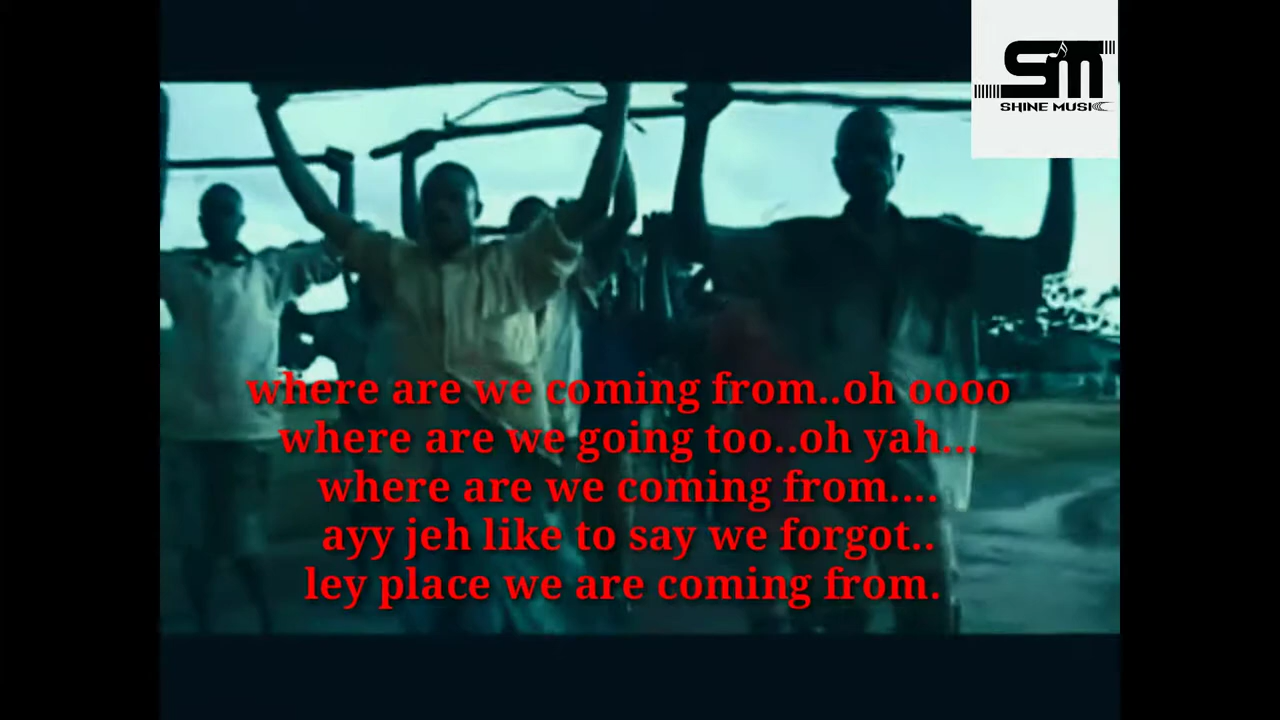 SM
SHINE MUSIC
where are we coming from..oh oooo
where are we going too..oh yah...
where are we coming from....
ayy jeh like to say we forgot..
ley place we are coming from.